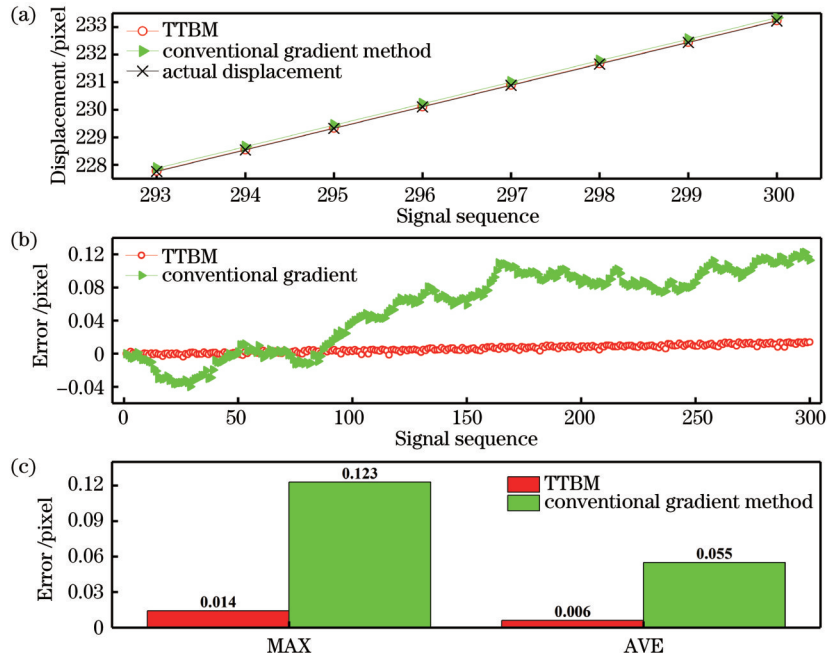 (a)
233
232
231
230
229
228
Displacement /pixel
TTBM
conventional gradient method
actual displacement
293 294 295 296 297 298 299 300
Signal sequence
(b)
0.12
0.08
0.04
0
−0.04
Error /pixel
TTBM
conventional gradient
0 50 100 150 200 250 300
Signal sequence
(c)
0.12
0.09
0.06
0.03
0
Error /pixel
TTBM
conventional gradient method
0.014
0.123
0.006
0.055
MAX AVE